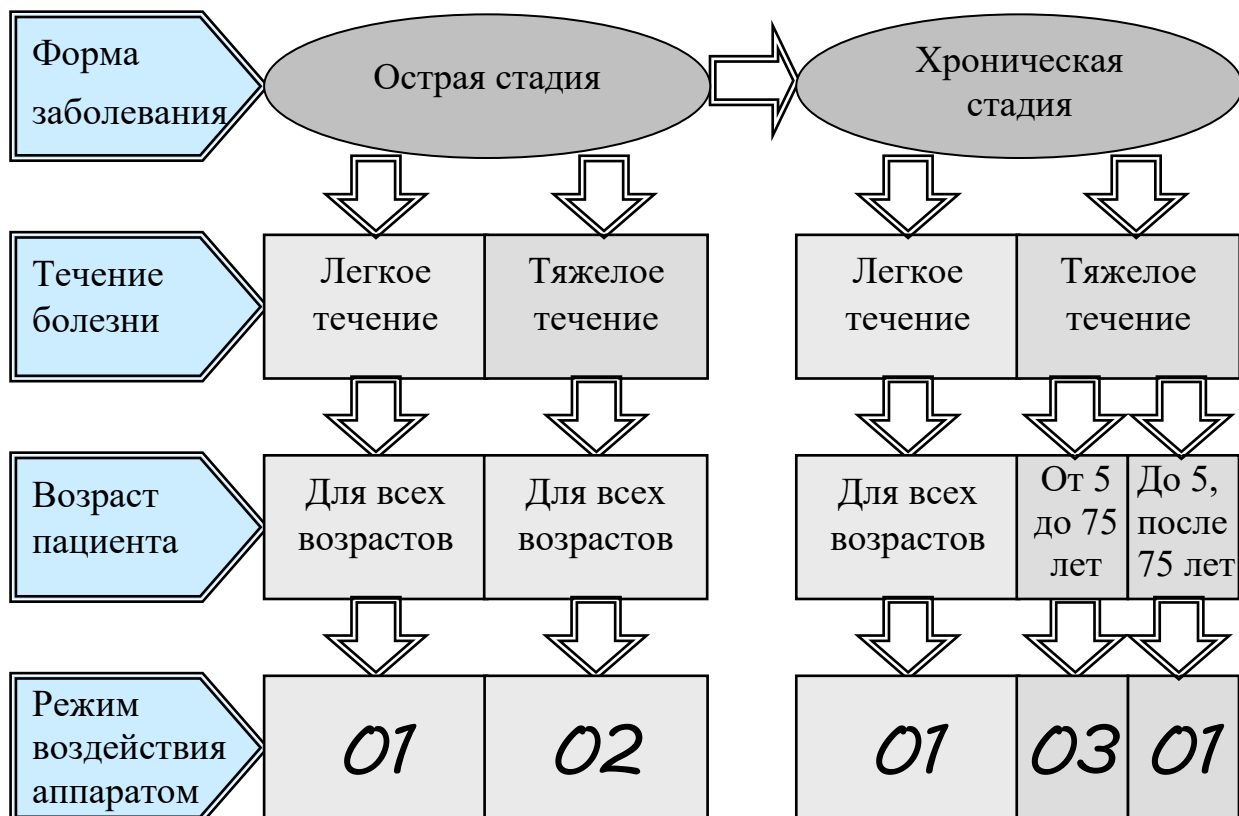 Форма
заболевания
Острая стадия
Хроническая
стадия
Течение
болезни
Легкое
течение
Тяжелое
течение
Легкое
течение
Тяжелое
течение
Возраст
пациента
Для всех
возрастов
Для всех
возрастов
Для всех
возрастов
От 5
до 75
лет
До 5,
после
75 лет
Режим
воздействия
аппаратом
01
02
01
03
01